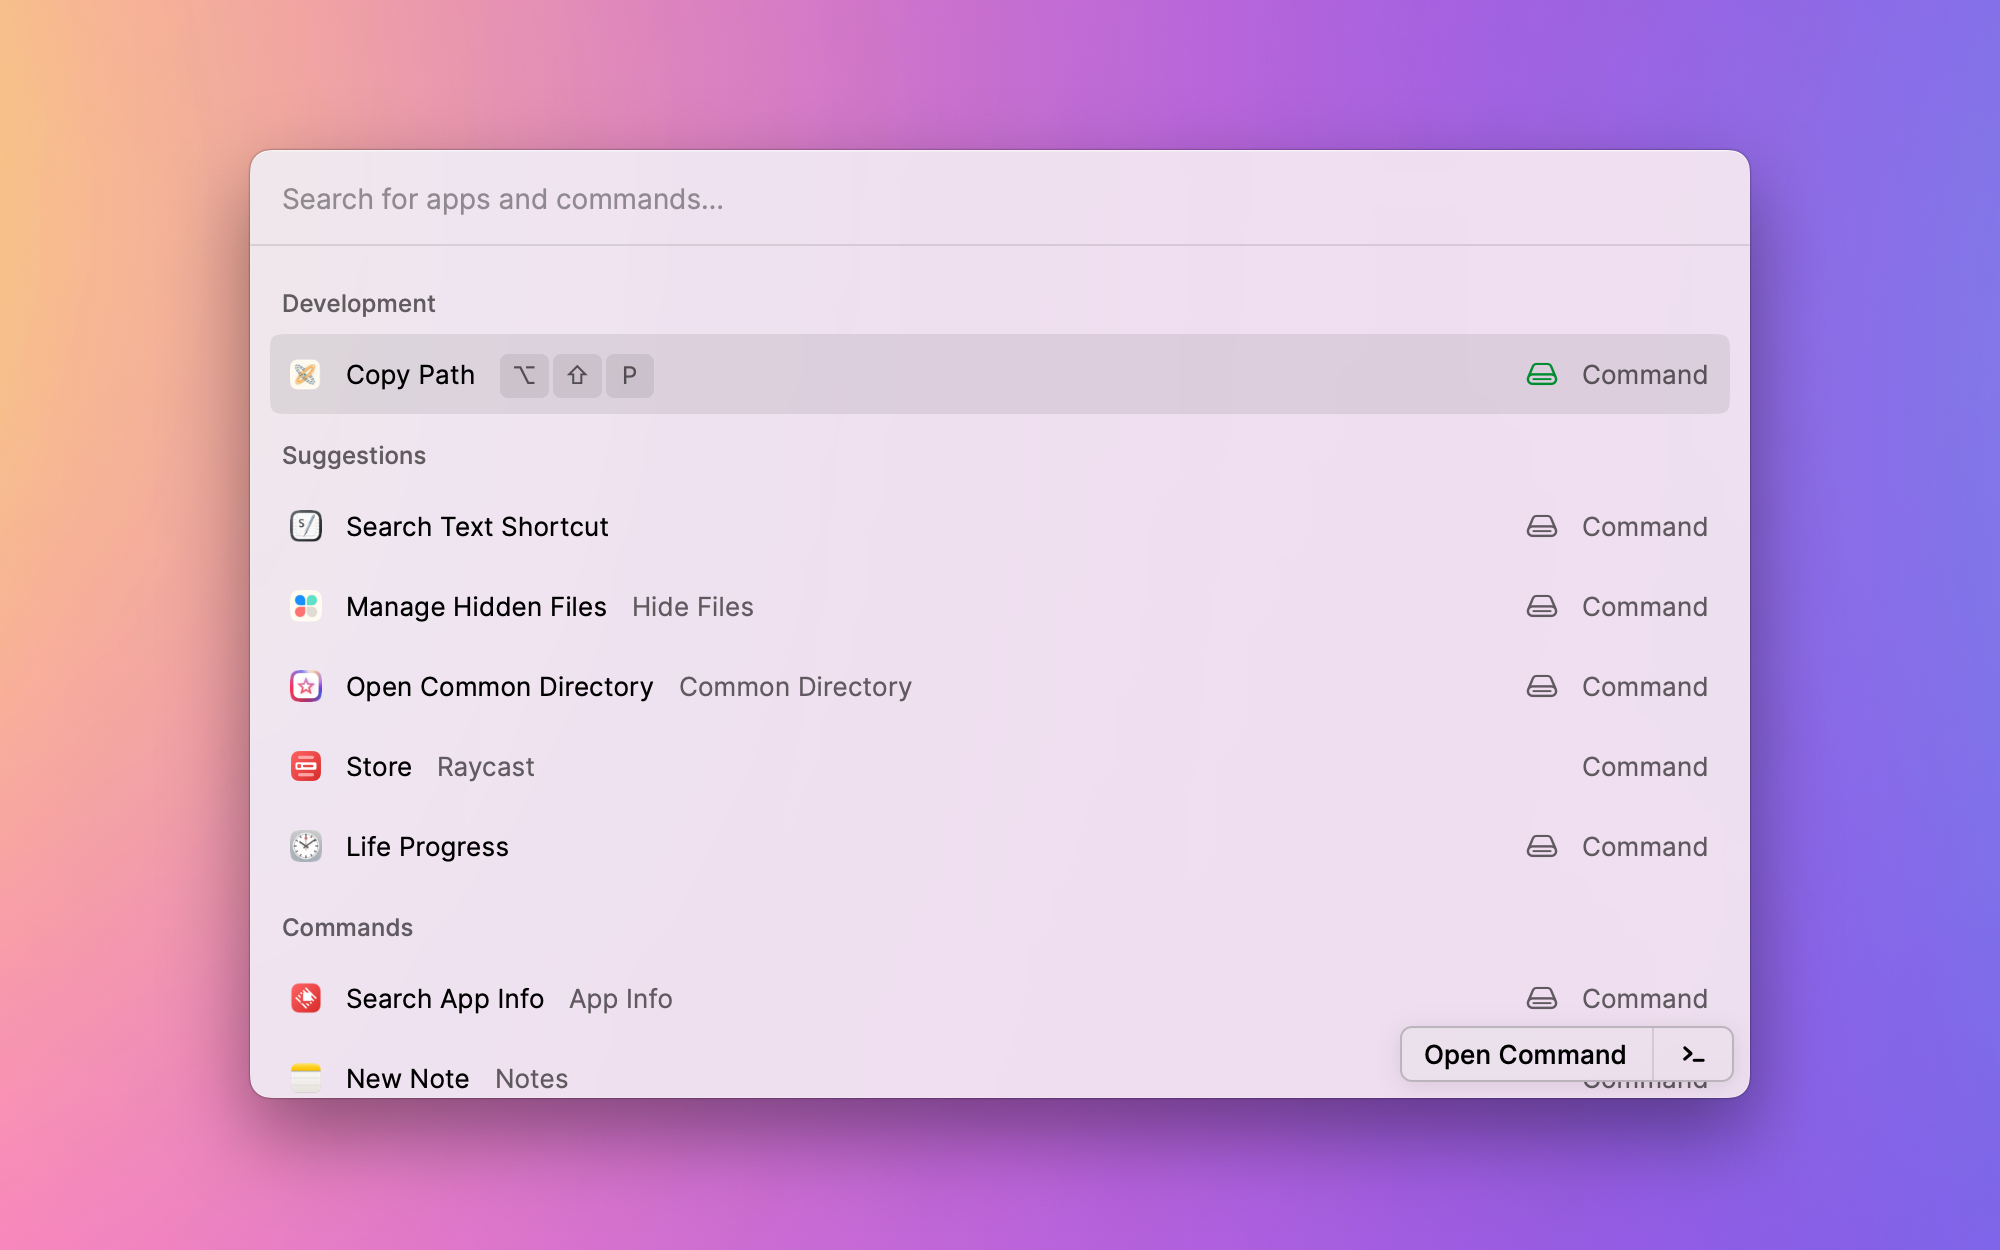 Search for apps and commands...
Development
Copy Path ⌥ ⇧ P Command
Suggestions
Search Text Shortcut Command
Manage Hidden Files Hide Files Command
Open Common Directory Common Directory Command
Store Raycast Command
Life Progress Command
Commands
Search App Info App Info Command
Open Command >_
New Note Notes Command